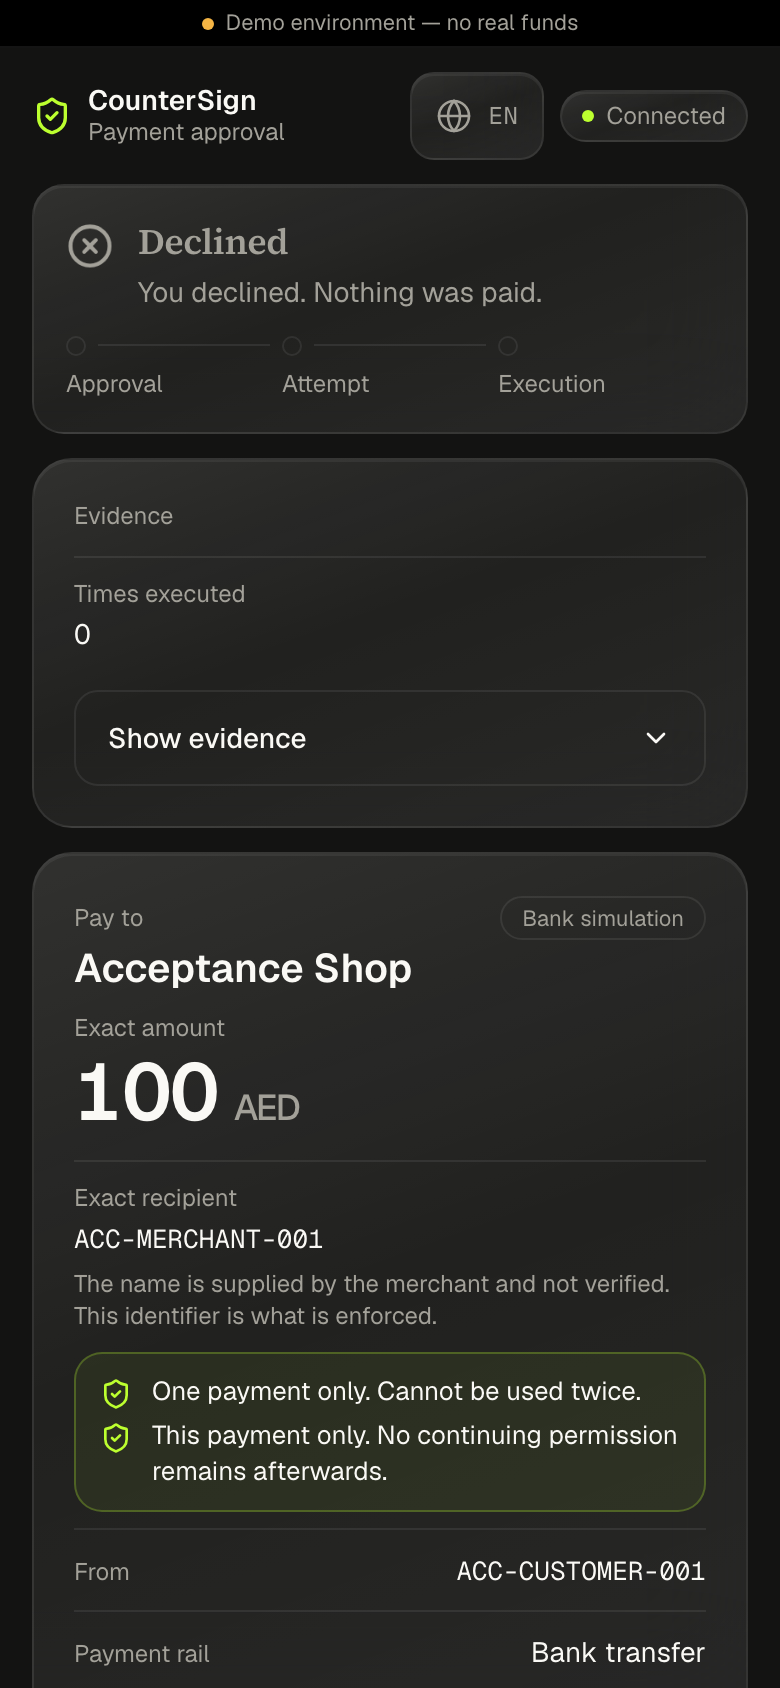 Demo environment — no real funds
CounterSign
Payment approval
EN
Connected
Declined
You declined. Nothing was paid.
Approval
Attempt
Execution
Evidence
Times executed
0
Show evidence
Pay to
Bank simulation
Acceptance Shop
Exact amount
100 AED
Exact recipient
ACC-MERCHANT-001
The name is supplied by the merchant and not verified.
This identifier is what is enforced.
One payment only. Cannot be used twice.
This payment only. No continuing permission
remains afterwards.
From
ACC-CUSTOMER-001
Payment rail
Bank transfer